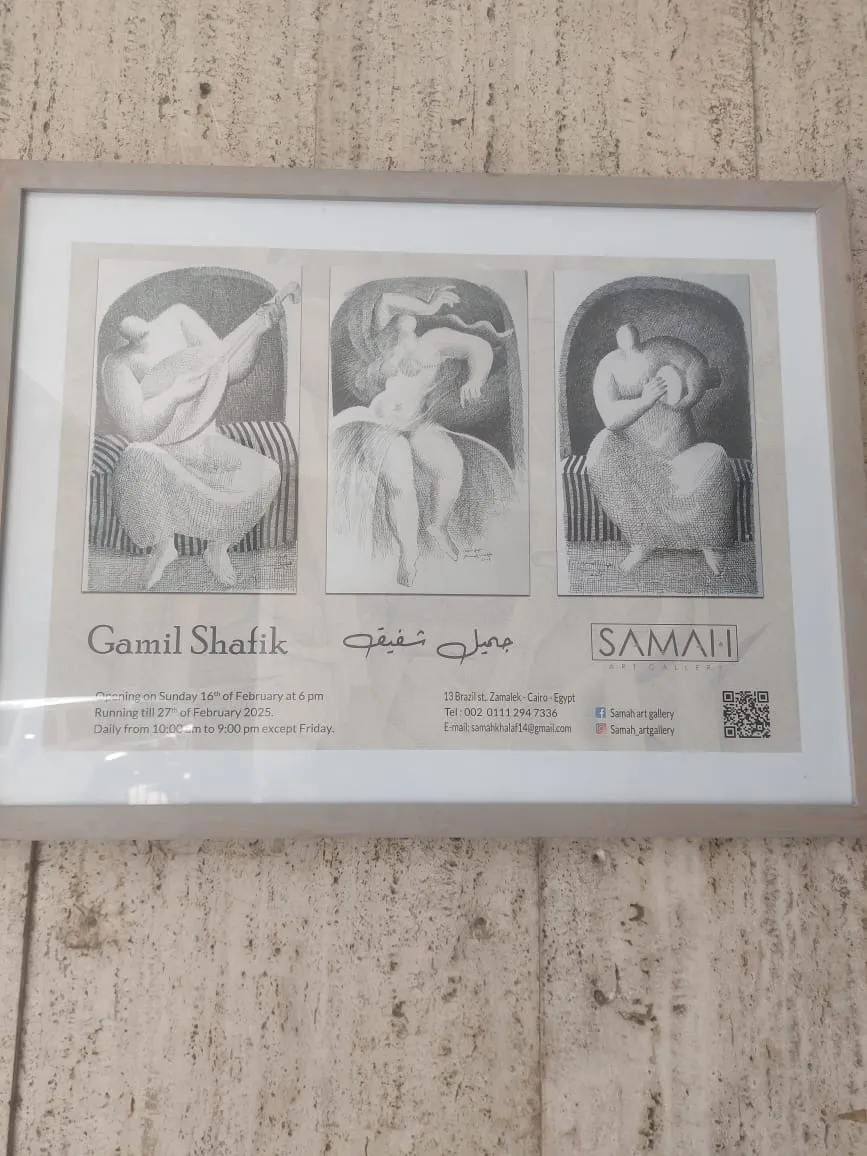 Gamil Shafik
جميل شفيق
SAMAH
ART GALLERY
Opening on Sunday 16th of February at 6 pm
Running till 27th of February 2025.
Daily from 10:00 am to 9:00 pm except Friday.
13 Brazil st, Zamalek - Cairo - Egypt
Tel : 002 0111 294 7336
E-mail; samahkhalaf14@gmail.com
Samah art gallery
Samah_artgallery